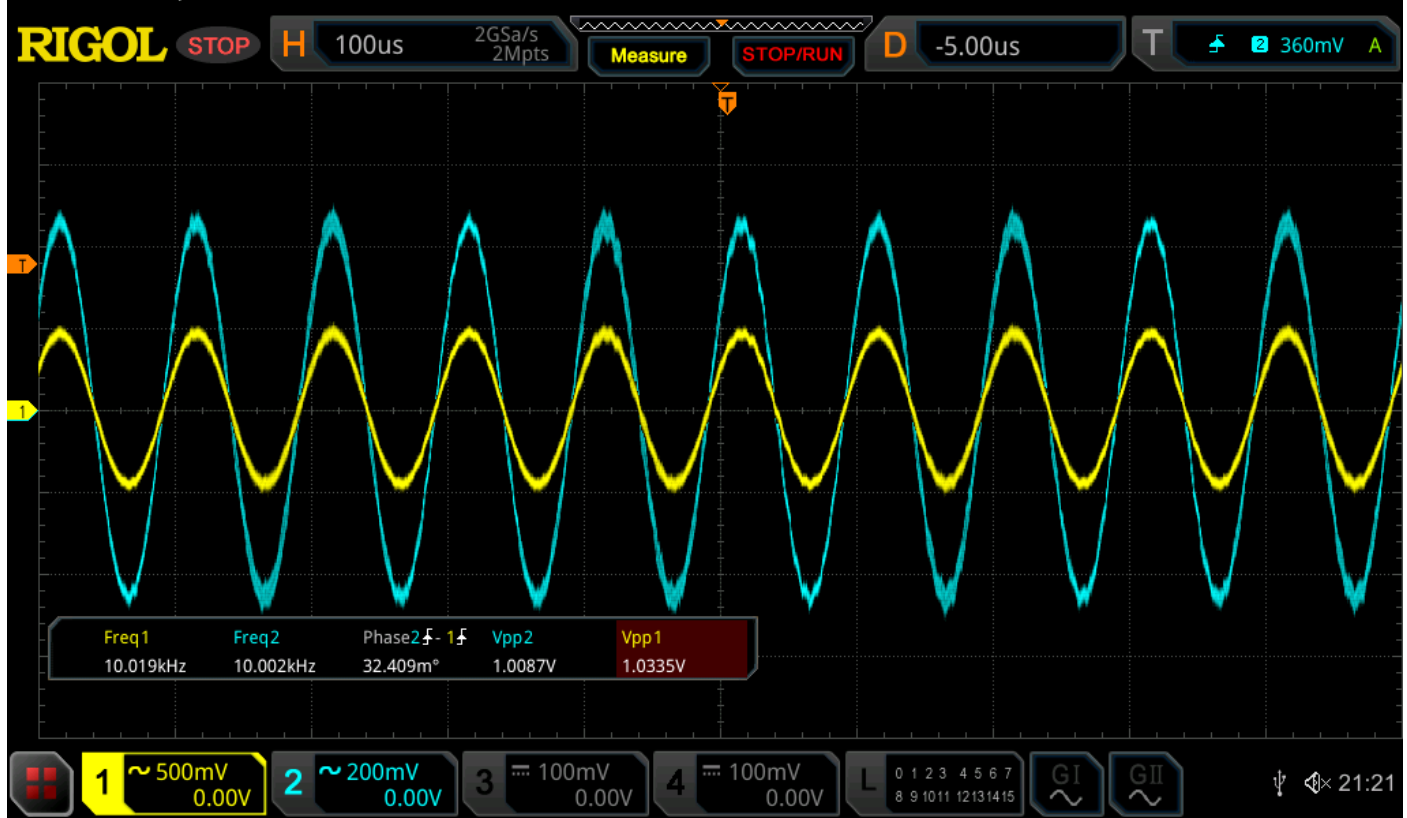 RIGOL STOP H 100us 2GSa/s 2Mpts Measure STOP/RUN D -5.00us T 2 360mV A
T
T
1
Freq1 Freq2 Phase2-1 Vpp2 Vpp1
10.019kHz 10.002kHz 32.409m° 1.0087V 1.0335V
1 500mV 2 200mV 3 100mV 4 100mV L 0 1 2 3 4 5 6 7 GI GII 21:21
0.00V 0.00V 0.00V 0.00V 8 9 10 11 12 13 14 15